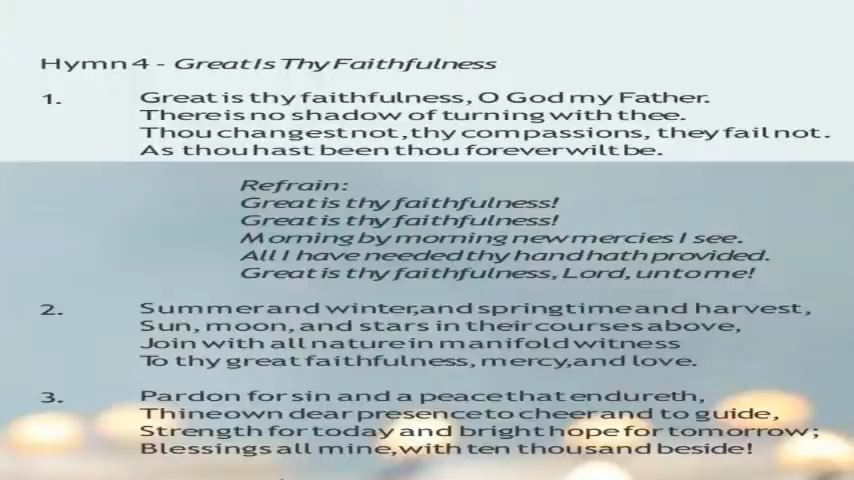 Hymn 4 - Great Is Thy Faithfulness
1. Great is thy faithfulness, O God my Father.
There is no shadow of turning with thee.
Thou changest not, thy compassions, they fail not.
As thou hast been thou forever wilt be.
Refrain:
Great is thy faithfulness!
Great is thy faithfulness!
Morning by morning new mercies I see.
All I have needed thy hand hath provided.
Great is thy faithfulness, Lord, unto me!
2. Summer and winter, and springtime and harvest,
Sun, moon, and stars in their courses above,
Join with all nature in manifold witness
To thy great faithfulness, mercy, and love.
3. Pardon for sin and a peace that endureth,
Thine own dear presence to cheer and to guide,
Strength for today and bright hope for tomorrow;
Blessings all mine, with ten thousand beside!